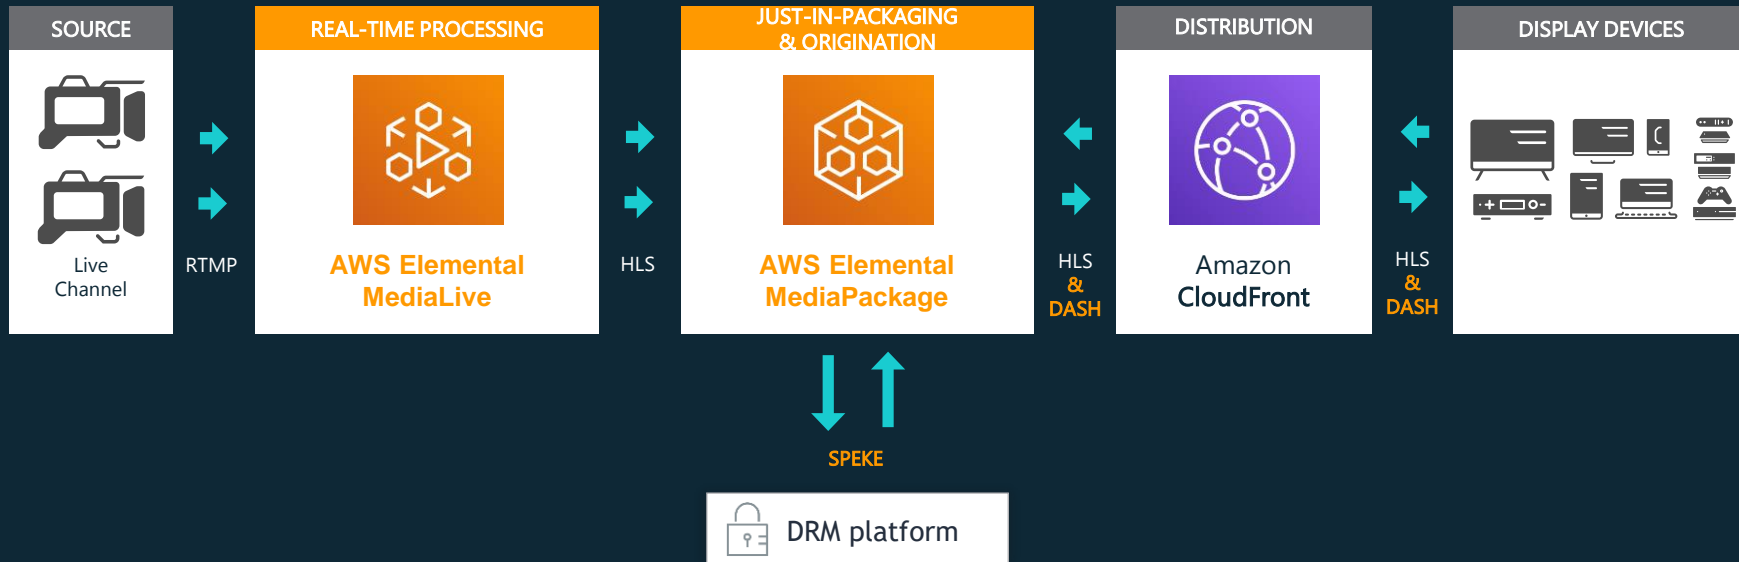 SOURCE
Live
Channel
RTMP
REAL-TIME PROCESSING
AWS Elemental
MediaLive
HLS
JUST-IN-PACKAGING
& ORIGINATION
AWS Elemental
MediaPackage
HLS
&
DASH
DISTRIBUTION
Amazon
CloudFront
HLS
&
DASH
DISPLAY DEVICES
SPEKE
DRM platform